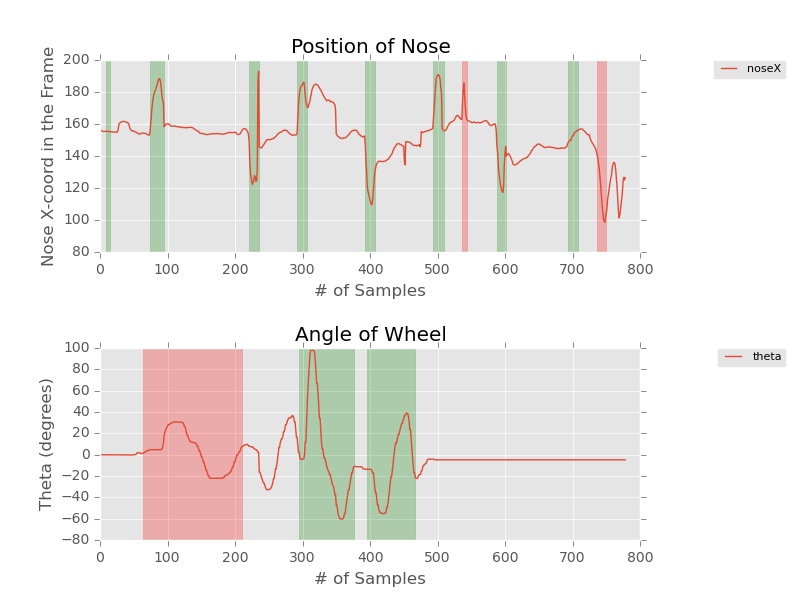 Position of Nose
Nose X-coord in the Frame
200
180
160
140
120
100
80
0 100 200 300 400 500 600 700 800
# of Samples
noseX
Angle of Wheel
Theta (degrees)
100
80
60
40
20
0
−20
−40
−60
−80
0 100 200 300 400 500 600 700 800
# of Samples
theta